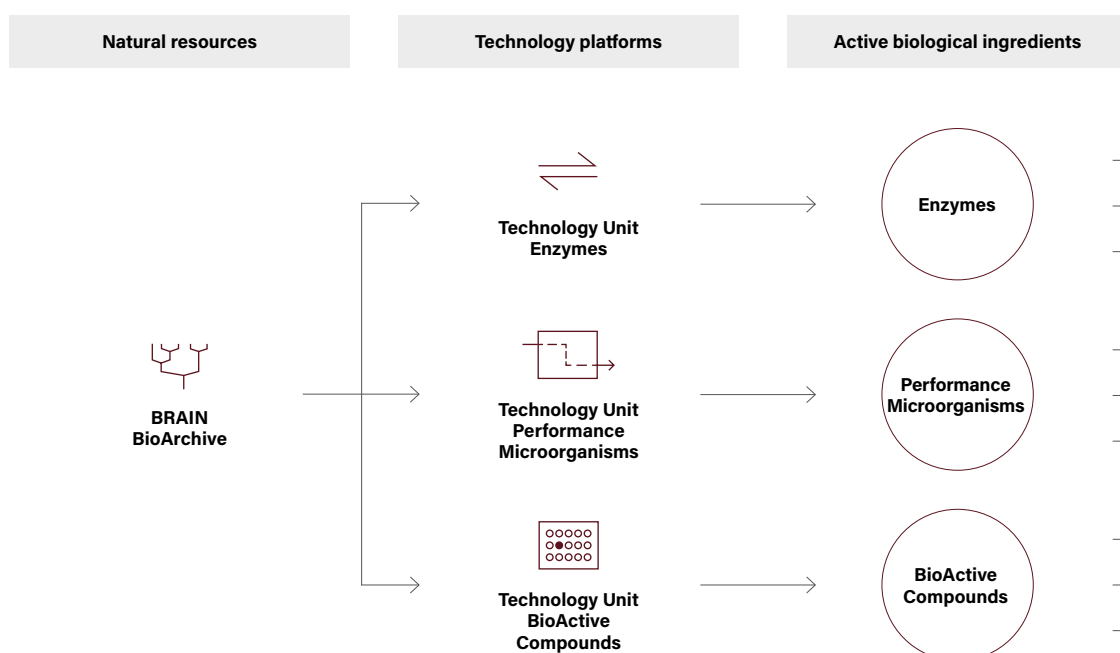 Natural resources
Technology platforms
Active biological ingredients
Technology Unit
Enzymes
Enzymes
BRAIN
BioArchive
Technology Unit
Performance
Microorganisms
Performance
Microorganisms
Technology Unit
BioActive
Compounds
BioActive
Compounds